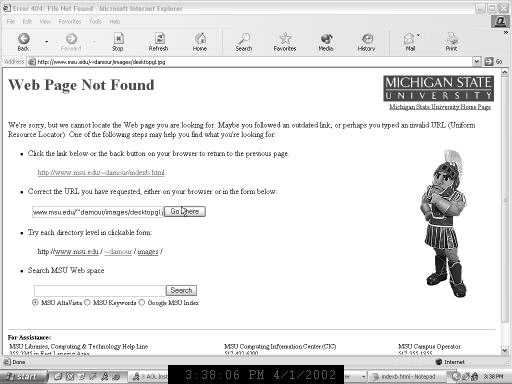 Error 404: File Not Found - Microsoft Internet Explorer
File Edit View Favorites Tools Help
Back Forward Stop Refresh Home Search Favorites Media History Mail Print
Address http://www.msu.edu/~damour/images/desktoppgl.jpg Go
Web Page Not Found
MICHIGAN STATE
UNIVERSITY
Michigan State University Home Page
We're sorry, but we cannot locate the Web page you are looking for. Maybe you followed an outdated link, or perhaps you typed an invalid URL (Uniform
Resource Locator). One of the following steps may help you find what you're looking for:
Click the link below or the back button on your browser to return to the previous page.
http://www.msu.edu/~damour/indexb.html
Correct the URL you have requested, either on your browser or in the form below:
www.msu.edu/~damour/images/desktoppgl.j Go there
Try each directory level in clickable form:
http://www.msu.edu / ~damour / images /
Search MSU Web space
Search
MSU AltaVista MSU Keywords Google MSU Index
For Assistance:
MSU Libraries, Computing & Technology Help Line MSU Computing Information Center (CIC) MSU Campus Operator
355-2345 in East Lansing Area 517 432-6200 517 355-1855
Done Internet
start AOL Inst indexb.html - Notepad 3:38 PM
3:38:06 PM 4/1/2002